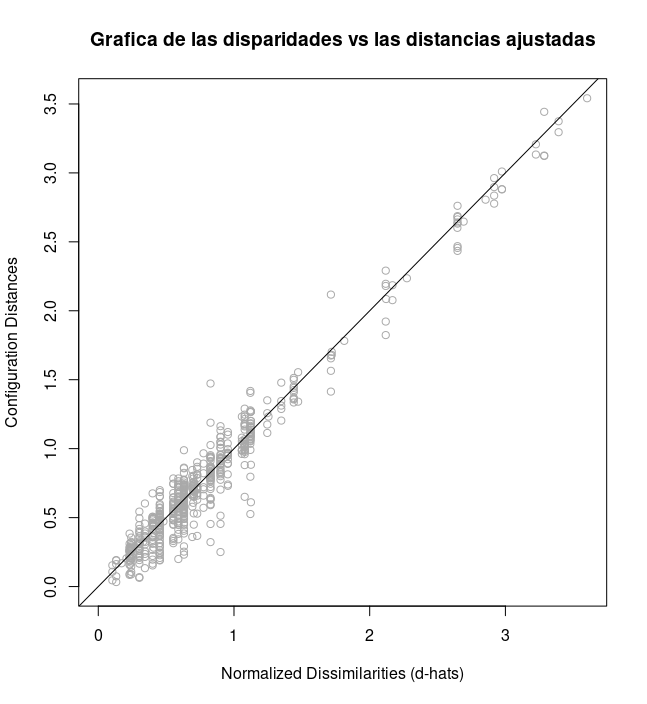 Grafica de las disparidades vs las distancias ajustadas
3.5
3.0
2.5
2.0
1.5
1.0
0.5
0.0
Configuration Distances
0 1 2 3
Normalized Dissimilarities (d-hats)